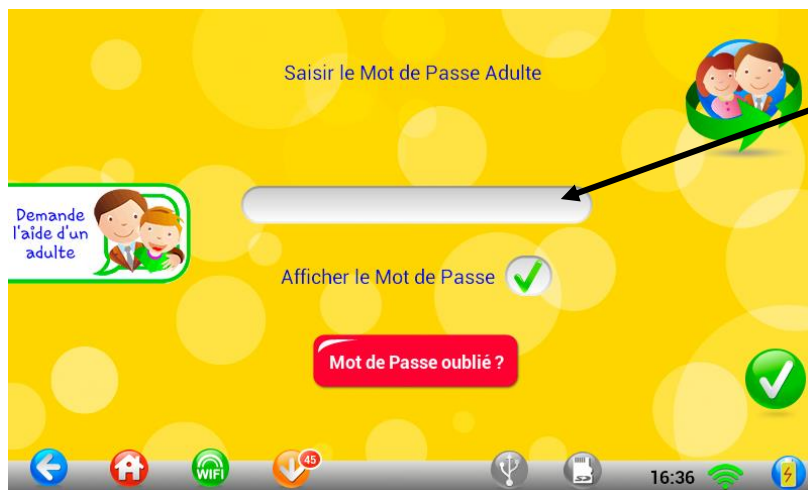 Saisir le Mot de Passe Adulte
Demande
l'aide d'un
adulte
Afficher le Mot de Passe
Mot de Passe oublié ?
WIFI
45
16:36